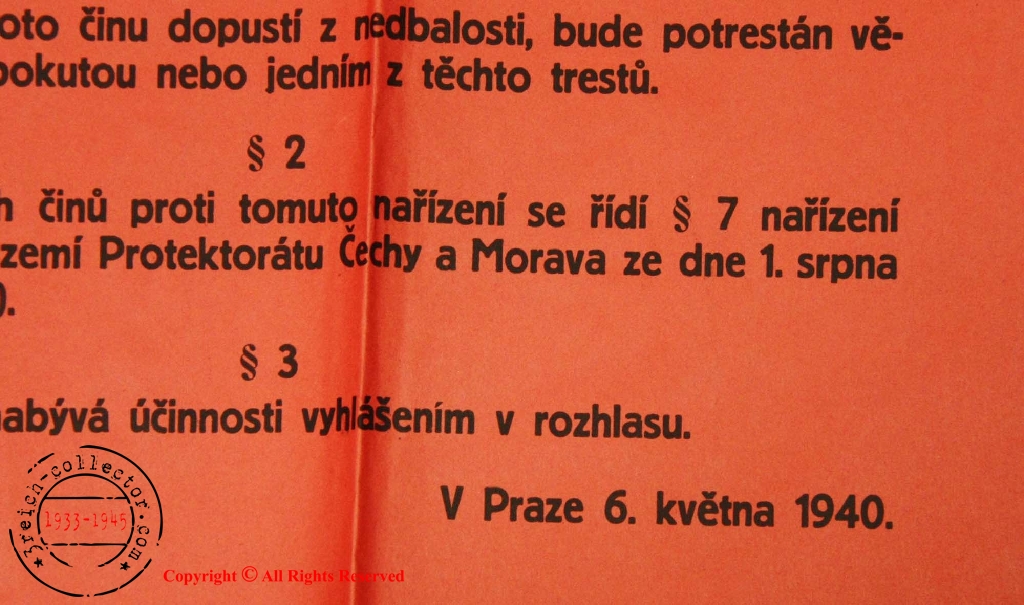 oto činu dopustí z nedbalosti, bude potrestán vě-
pokutou nebo jedním z těchto trestů.
§ 2
h činů proti tomuto nařízení se řídí § 7 nařízení
zemí Protektorátu Čechy a Morava ze dne 1. srpna
0.
§ 3
nabývá účinnosti vyhlášením v rozhlasu.
V Praze 6. května 1940.
3reich-collector.com
1933-1945
Copyright © All Rights Reserved